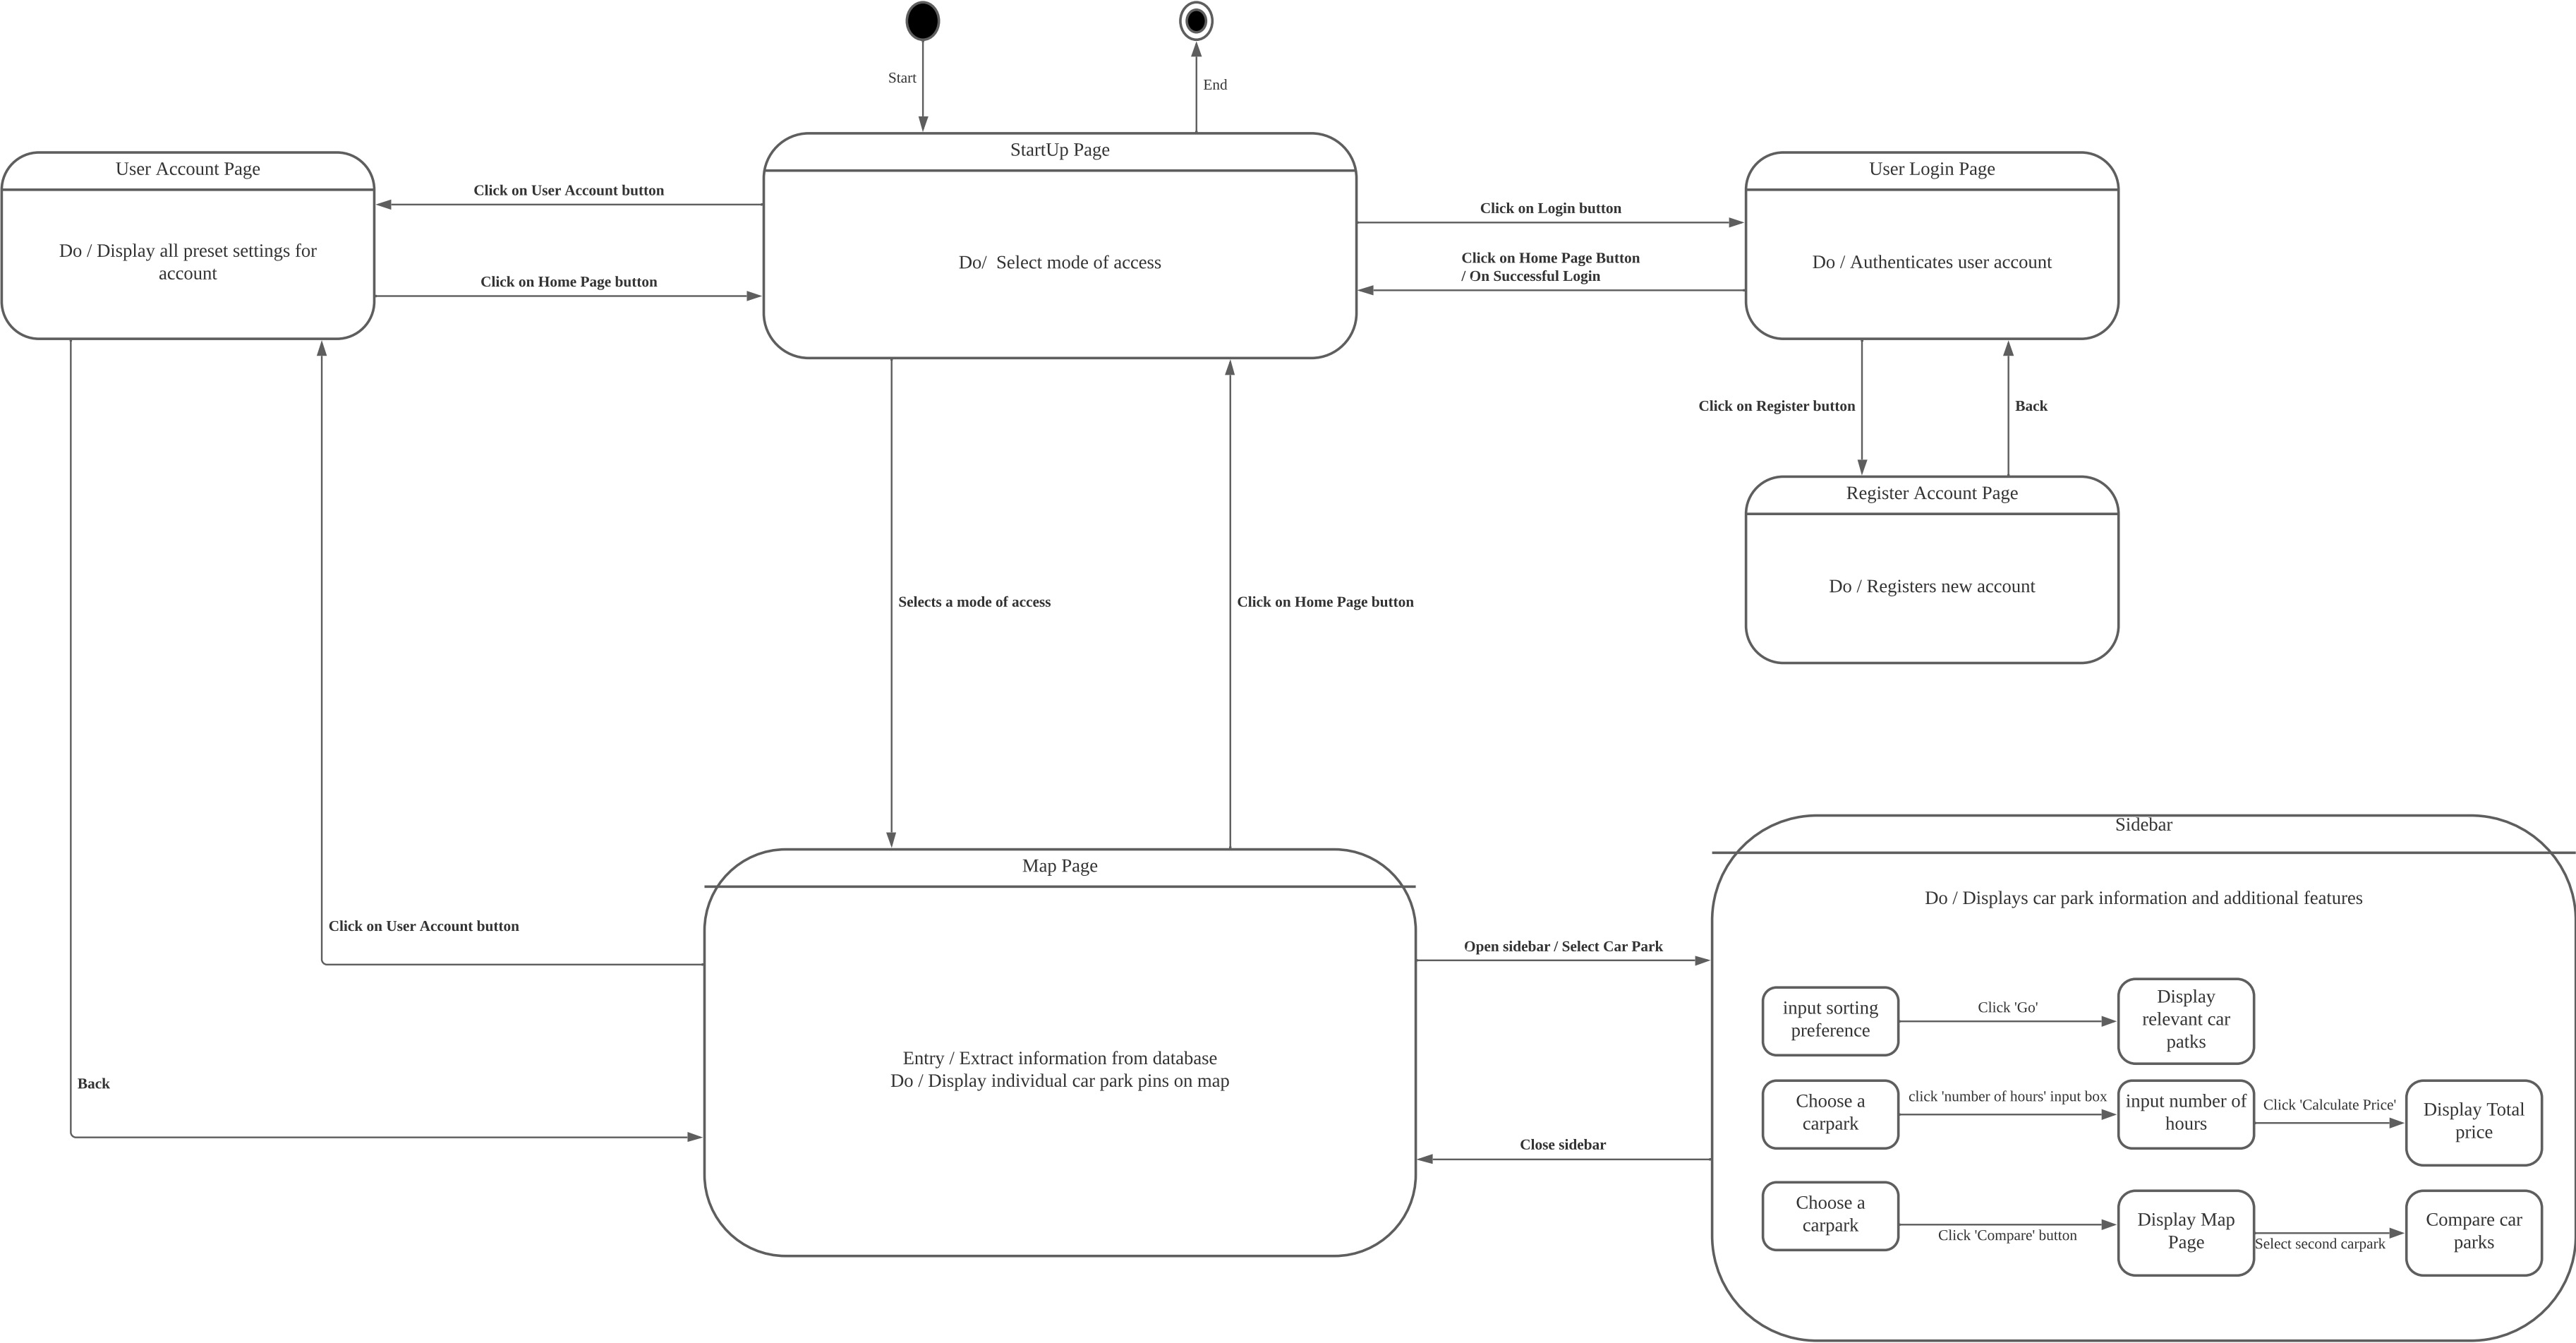 Start
End
User Account Page
Do / Display all preset settings for
account
Click on User Account button
Click on Home Page button
StartUp Page
Do/  Select mode of access
Click on Login button
Click on Home Page Button
/ On Successful Login
User Login Page
Do / Authenticates user account
Click on Register button
Back
Register Account Page
Do / Registers new account
Selects a mode of access
Click on Home Page button
Click on User Account button
Back
Map Page
Entry / Extract information from database
Do / Display individual car park pins on map
Open sidebar / Select Car Park
Close sidebar
Sidebar
Do / Displays car park information and additional features
input sorting
preference
Click 'Go'
Display
relevant car
patks
Choose a
carpark
click 'number of hours' input box
input number of
hours
Click 'Calculate Price'
Display Total
price
Choose a
carpark
Click 'Compare' button
Display Map
Page
Select second carpark
Compare car
parks